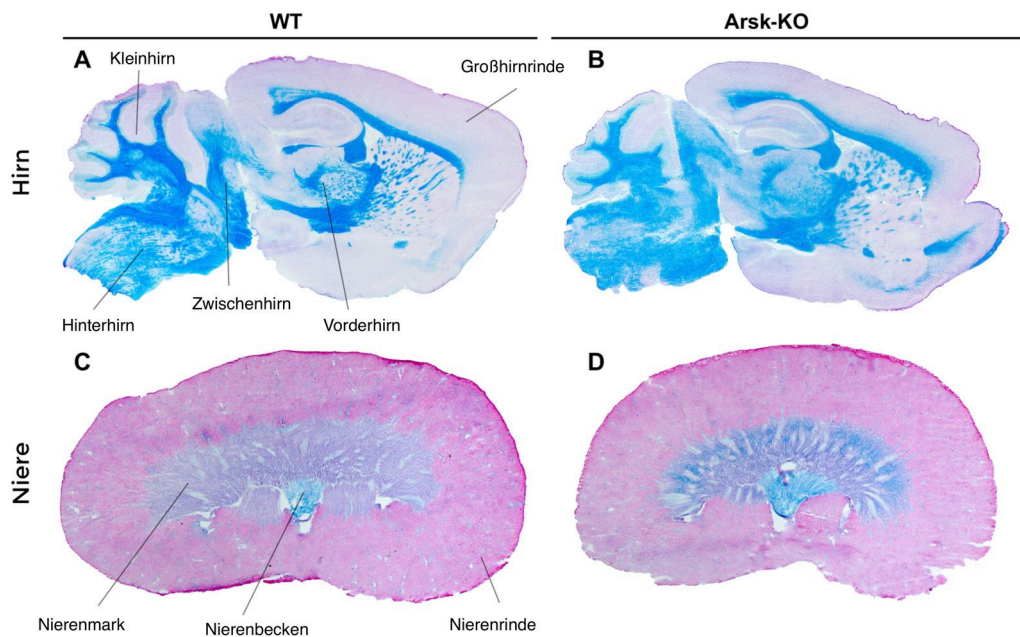 WT
Arsk-KO
A
Kleinhirn
Großhirnrinde
B
Hirn
Zwischenhirn
Hinterhirn
Vorderhirn
C
D
Niere
Nierenmark
Nierenbecken
Nierenrinde